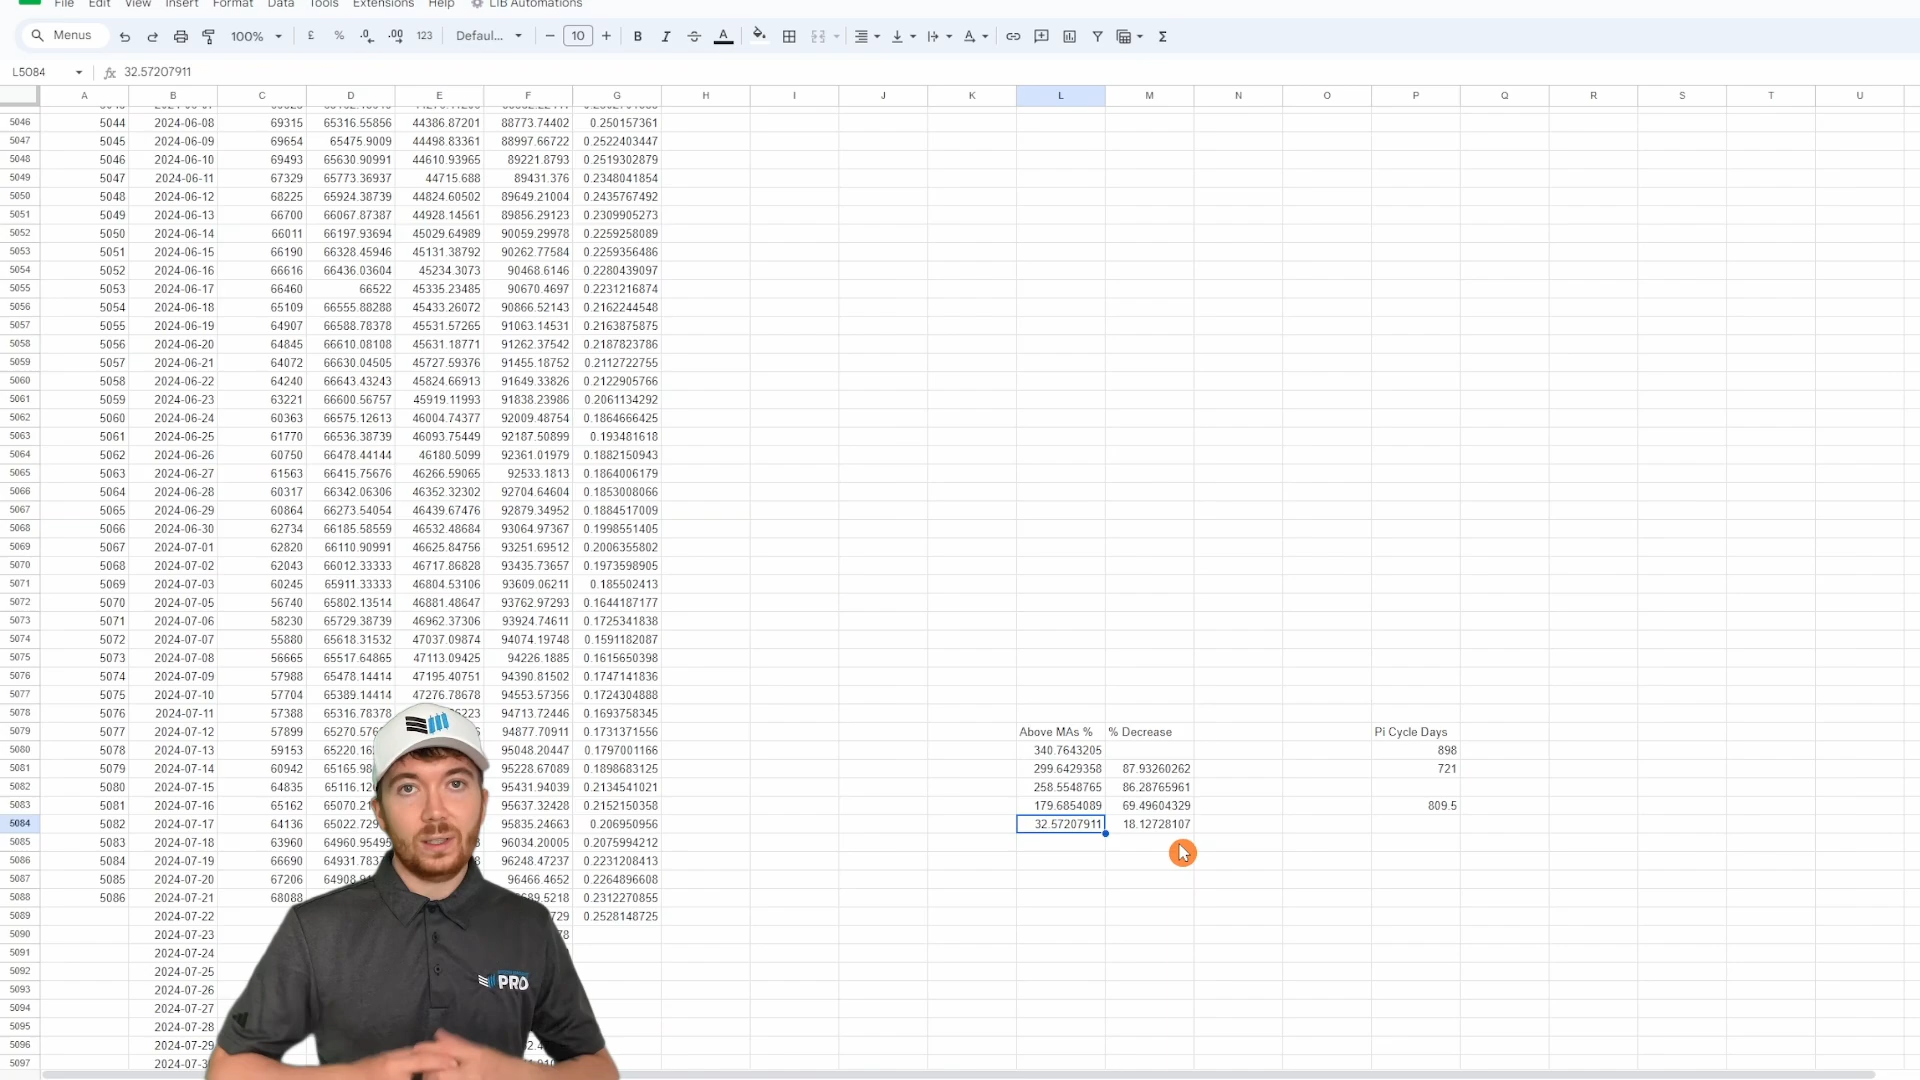 File Edit View Insert Format Data Tools Extensions Help LIB Automations
Menus 100% £ % .0 .00 123 Defaul... − 10 + B I A Σ
L5084 fx 32.57207911
A B C D E F G H I J K L M N O P Q R S T U
5046 5044 2024-06-08 69315 65316.55856 44386.87201 88773.74402 0.250157361
5047 5045 2024-06-09 69654 65475.9009 44498.83361 88997.66722 0.2522403447
5048 5046 2024-06-10 69493 65630.90991 44610.93965 89221.8793 0.2519302879
5049 5047 2024-06-11 67329 65773.36937 44715.688 89431.376 0.2348041854
5050 5048 2024-06-12 68225 65924.38739 44824.60502 89649.21004 0.2435767492
5051 5049 2024-06-13 66700 66067.87387 44928.14561 89856.29123 0.2309905273
5052 5050 2024-06-14 66011 66197.93694 45029.64989 90059.29978 0.2259258089
5053 5051 2024-06-15 66190 66328.45946 45131.38792 90262.77584 0.2259356486
5054 5052 2024-06-16 66616 66436.03604 45234.3073 90468.6146 0.2280439097
5055 5053 2024-06-17 66460 66522 45335.23485 90670.4697 0.2231216874
5056 5054 2024-06-18 65109 66555.88288 45433.26072 90866.52143 0.2162244548
5057 5055 2024-06-19 64907 66588.78378 45531.57265 91063.14531 0.2163875875
5058 5056 2024-06-20 64845 66610.08108 45631.18771 91262.37542 0.2187823786
5059 5057 2024-06-21 64072 66630.04505 45727.59376 91455.18752 0.2112722755
5060 5058 2024-06-22 64240 66643.43243 45824.66913 91649.33826 0.2122905766
5061 5059 2024-06-23 63221 66600.56757 45919.11993 91838.23986 0.2061134292
5062 5060 2024-06-24 60363 66575.12613 46004.74377 92009.48754 0.1864666425
5063 5061 2024-06-25 61770 66536.38739 46093.75449 92187.50899 0.193481618
5064 5062 2024-06-26 60750 66478.44144 46180.5099 92361.01979 0.1882150943
5065 5063 2024-06-27 61563 66415.75676 46266.59065 92533.1813 0.1864006179
5066 5064 2024-06-28 60317 66342.06306 46352.32302 92704.64604 0.1853008066
5067 5065 2024-06-29 60864 66273.54054 46439.67476 92879.34952 0.1884517009
5068 5066 2024-06-30 62734 66185.58559 46532.48684 93064.97367 0.1998551405
5069 5067 2024-07-01 62820 66110.90991 46625.84756 93251.69512 0.2006355802
5070 5068 2024-07-02 62043 66012.33333 46717.86828 93435.73657 0.1973598905
5071 5069 2024-07-03 60245 65911.33333 46804.53106 93609.06211 0.185502413
5072 5070 2024-07-05 56740 65802.13514 46881.48647 93762.97293 0.1644187177
5073 5071 2024-07-06 58230 65729.38739 46962.37306 93924.74611 0.1725341838
5074 5072 2024-07-07 55880 65618.31532 47037.09874 94074.19748 0.1591182087
5075 5073 2024-07-08 56665 65517.64865 47113.09425 94226.1885 0.1615650398
5076 5074 2024-07-09 57988 65478.14414 47195.40751 94390.81502 0.1747141836
5077 5075 2024-07-10 57704 65389.14414 47276.78678 94553.57356 0.1724304888
5078 5076 2024-07-11 57388 65316.78378 94713.72446 0.1693758345
5079 5077 2024-07-12 57899 94877.70911 0.1731371556 Above MAs % % Decrease Pi Cycle Days
5080 5078 2024-07-13 59153 95048.20447 0.1797001166 340.7643205 898
5081 5079 2024-07-14 60942 95228.67089 0.1898683125 299.6429358 87.93260262 721
5082 5080 2024-07-15 64835 95431.94039 0.2134541021 258.5548765 86.28765961
5083 5081 2024-07-16 65162 95637.32428 0.2152150358 179.6854089 69.49604329 809.5
5084 5082 2024-07-17 64136 95835.24663 0.206950956 32.57207911 18.12728107
5085 5083 2024-07-18 63960 64960.95495 96034.20005 0.2075994212
5086 5084 2024-07-19 66690 96248.47237 0.2231208413
5087 5085 2024-07-20 67206 96466.4652 0.2264896608
5088 5086 2024-07-21 68088 0.2312270855
5089 2024-07-22 0.2528148725
5090 2024-07-23
5091 2024-07-24
5092 2024-07-25
5093 2024-07-26
5094 2024-07-27
5095 2024-07-28
5096 2024-07-29
5097
PRO